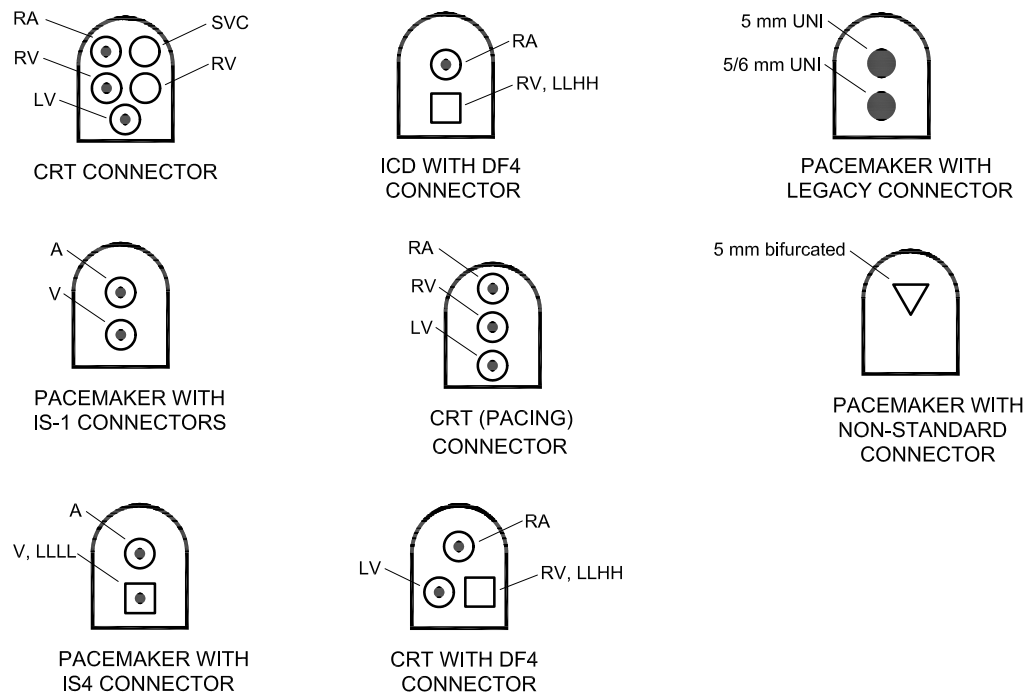 RA
SVC
RV
RV
LV
CRT CONNECTOR
RA
RV, LLHH
ICD WITH DF4
CONNECTOR
5 mm UNI
5/6 mm UNI
PACEMAKER WITH
LEGACY CONNECTOR
A
V
PACEMAKER WITH
IS-1 CONNECTORS
RA
RV
LV
CRT (PACING)
CONNECTOR
5 mm bifurcated
PACEMAKER WITH
NON-STANDARD
CONNECTOR
A
V, LLLL
PACEMAKER WITH
IS4 CONNECTOR
RA
LV
RV, LLHH
CRT WITH DF4
CONNECTOR